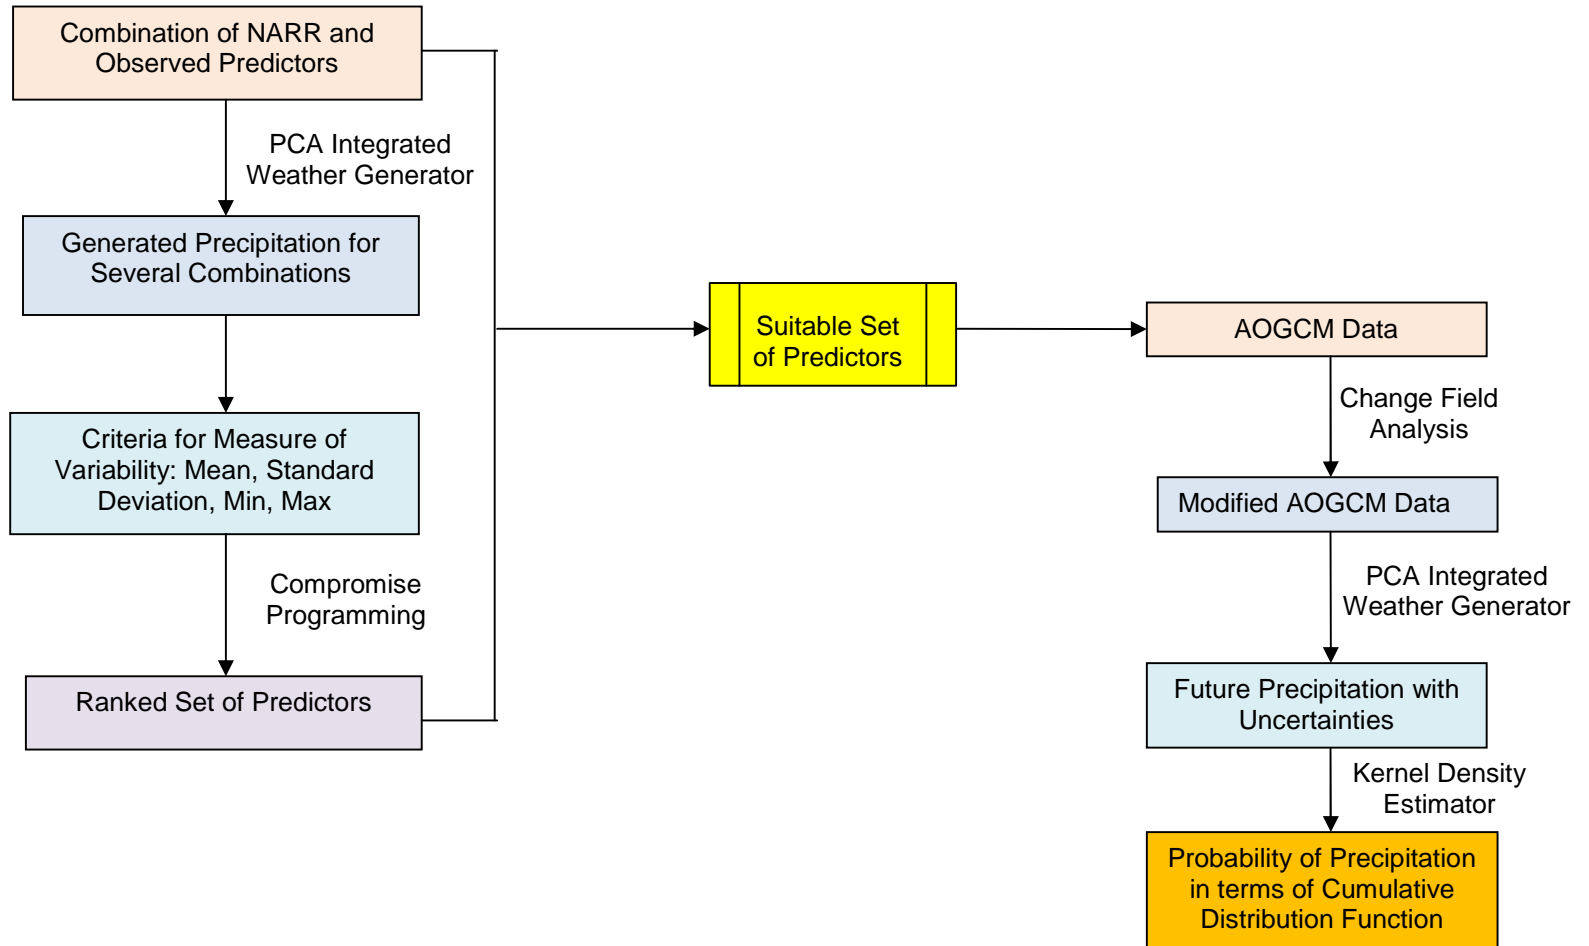 Combination of NARR and
Observed Predictors
PCA Integrated
Weather Generator
Generated Precipitation for
Several Combinations
Criteria for Measure of
Variability: Mean, Standard
Deviation, Min, Max
Compromise
Programming
Ranked Set of Predictors
Suitable Set
of Predictors
AOGCM Data
Change Field
Analysis
Modified AOGCM Data
PCA Integrated
Weather Generator
Future Precipitation with
Uncertainties
Kernel Density
Estimator
Probability of Precipitation
in terms of Cumulative
Distribution Function